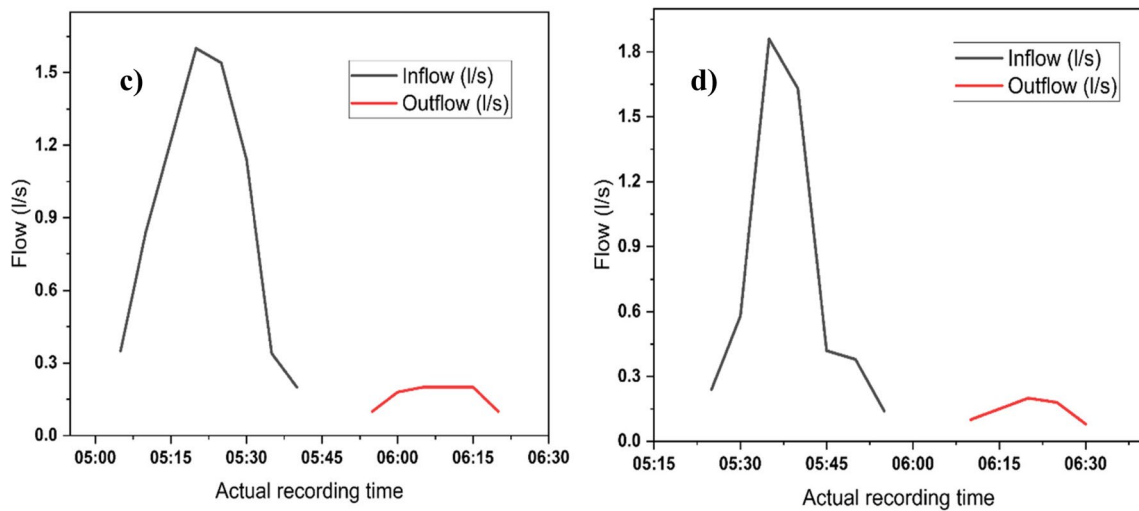 c)
Inflow (l/s)
Outflow (l/s)
Flow (l/s)
1.5
1.2
0.9
0.6
0.3
0.0
05:00 05:15 05:30 05:45 06:00 06:15 06:30
Actual recording time
d)
Inflow (l/s)
Outflow (l/s)
Flow (l/s)
1.8
1.5
1.2
0.9
0.6
0.3
0.0
05:15 05:30 05:45 06:00 06:15 06:30
Actual recording time